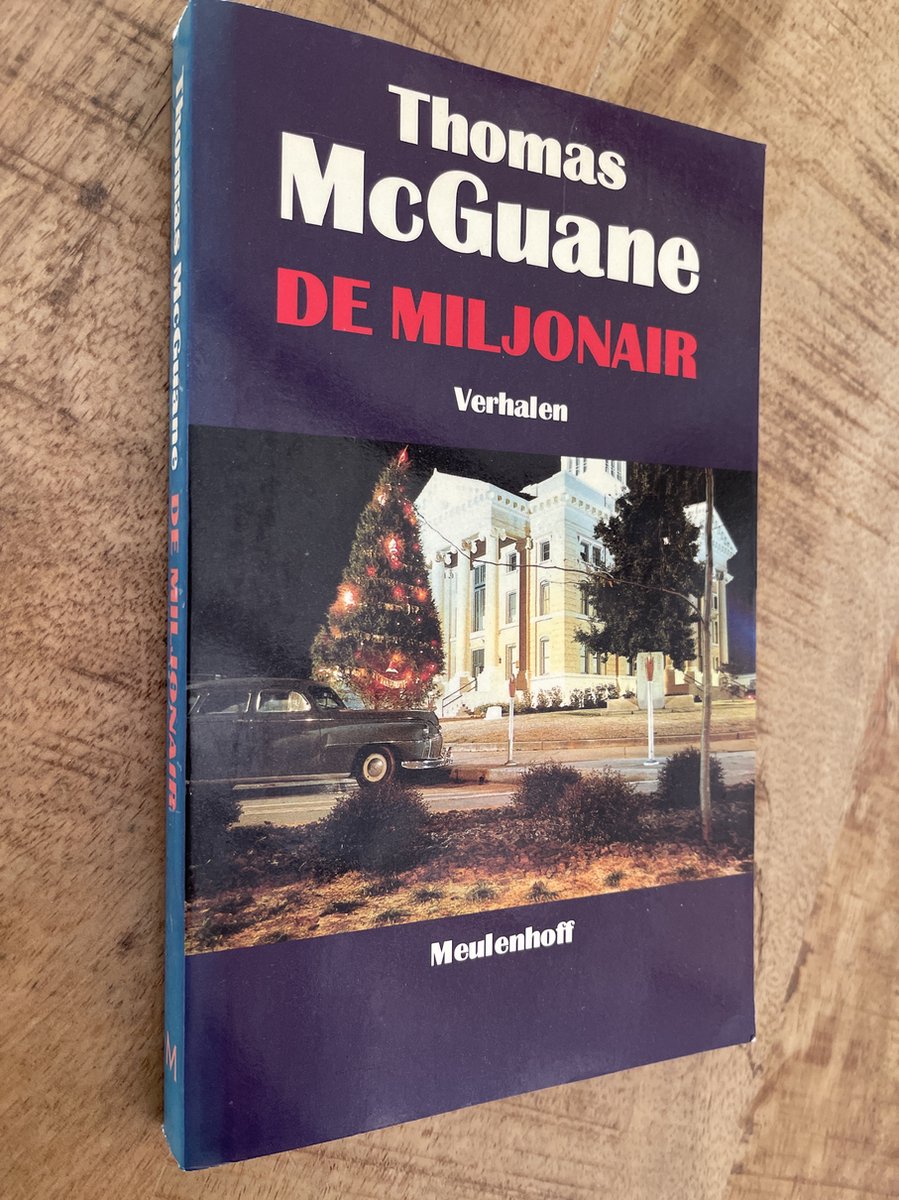 Thomas
McGuane
DE MILJONAIR
Verhalen
Meulenhoff
Thomas McGuane DE MILJONAIR
M